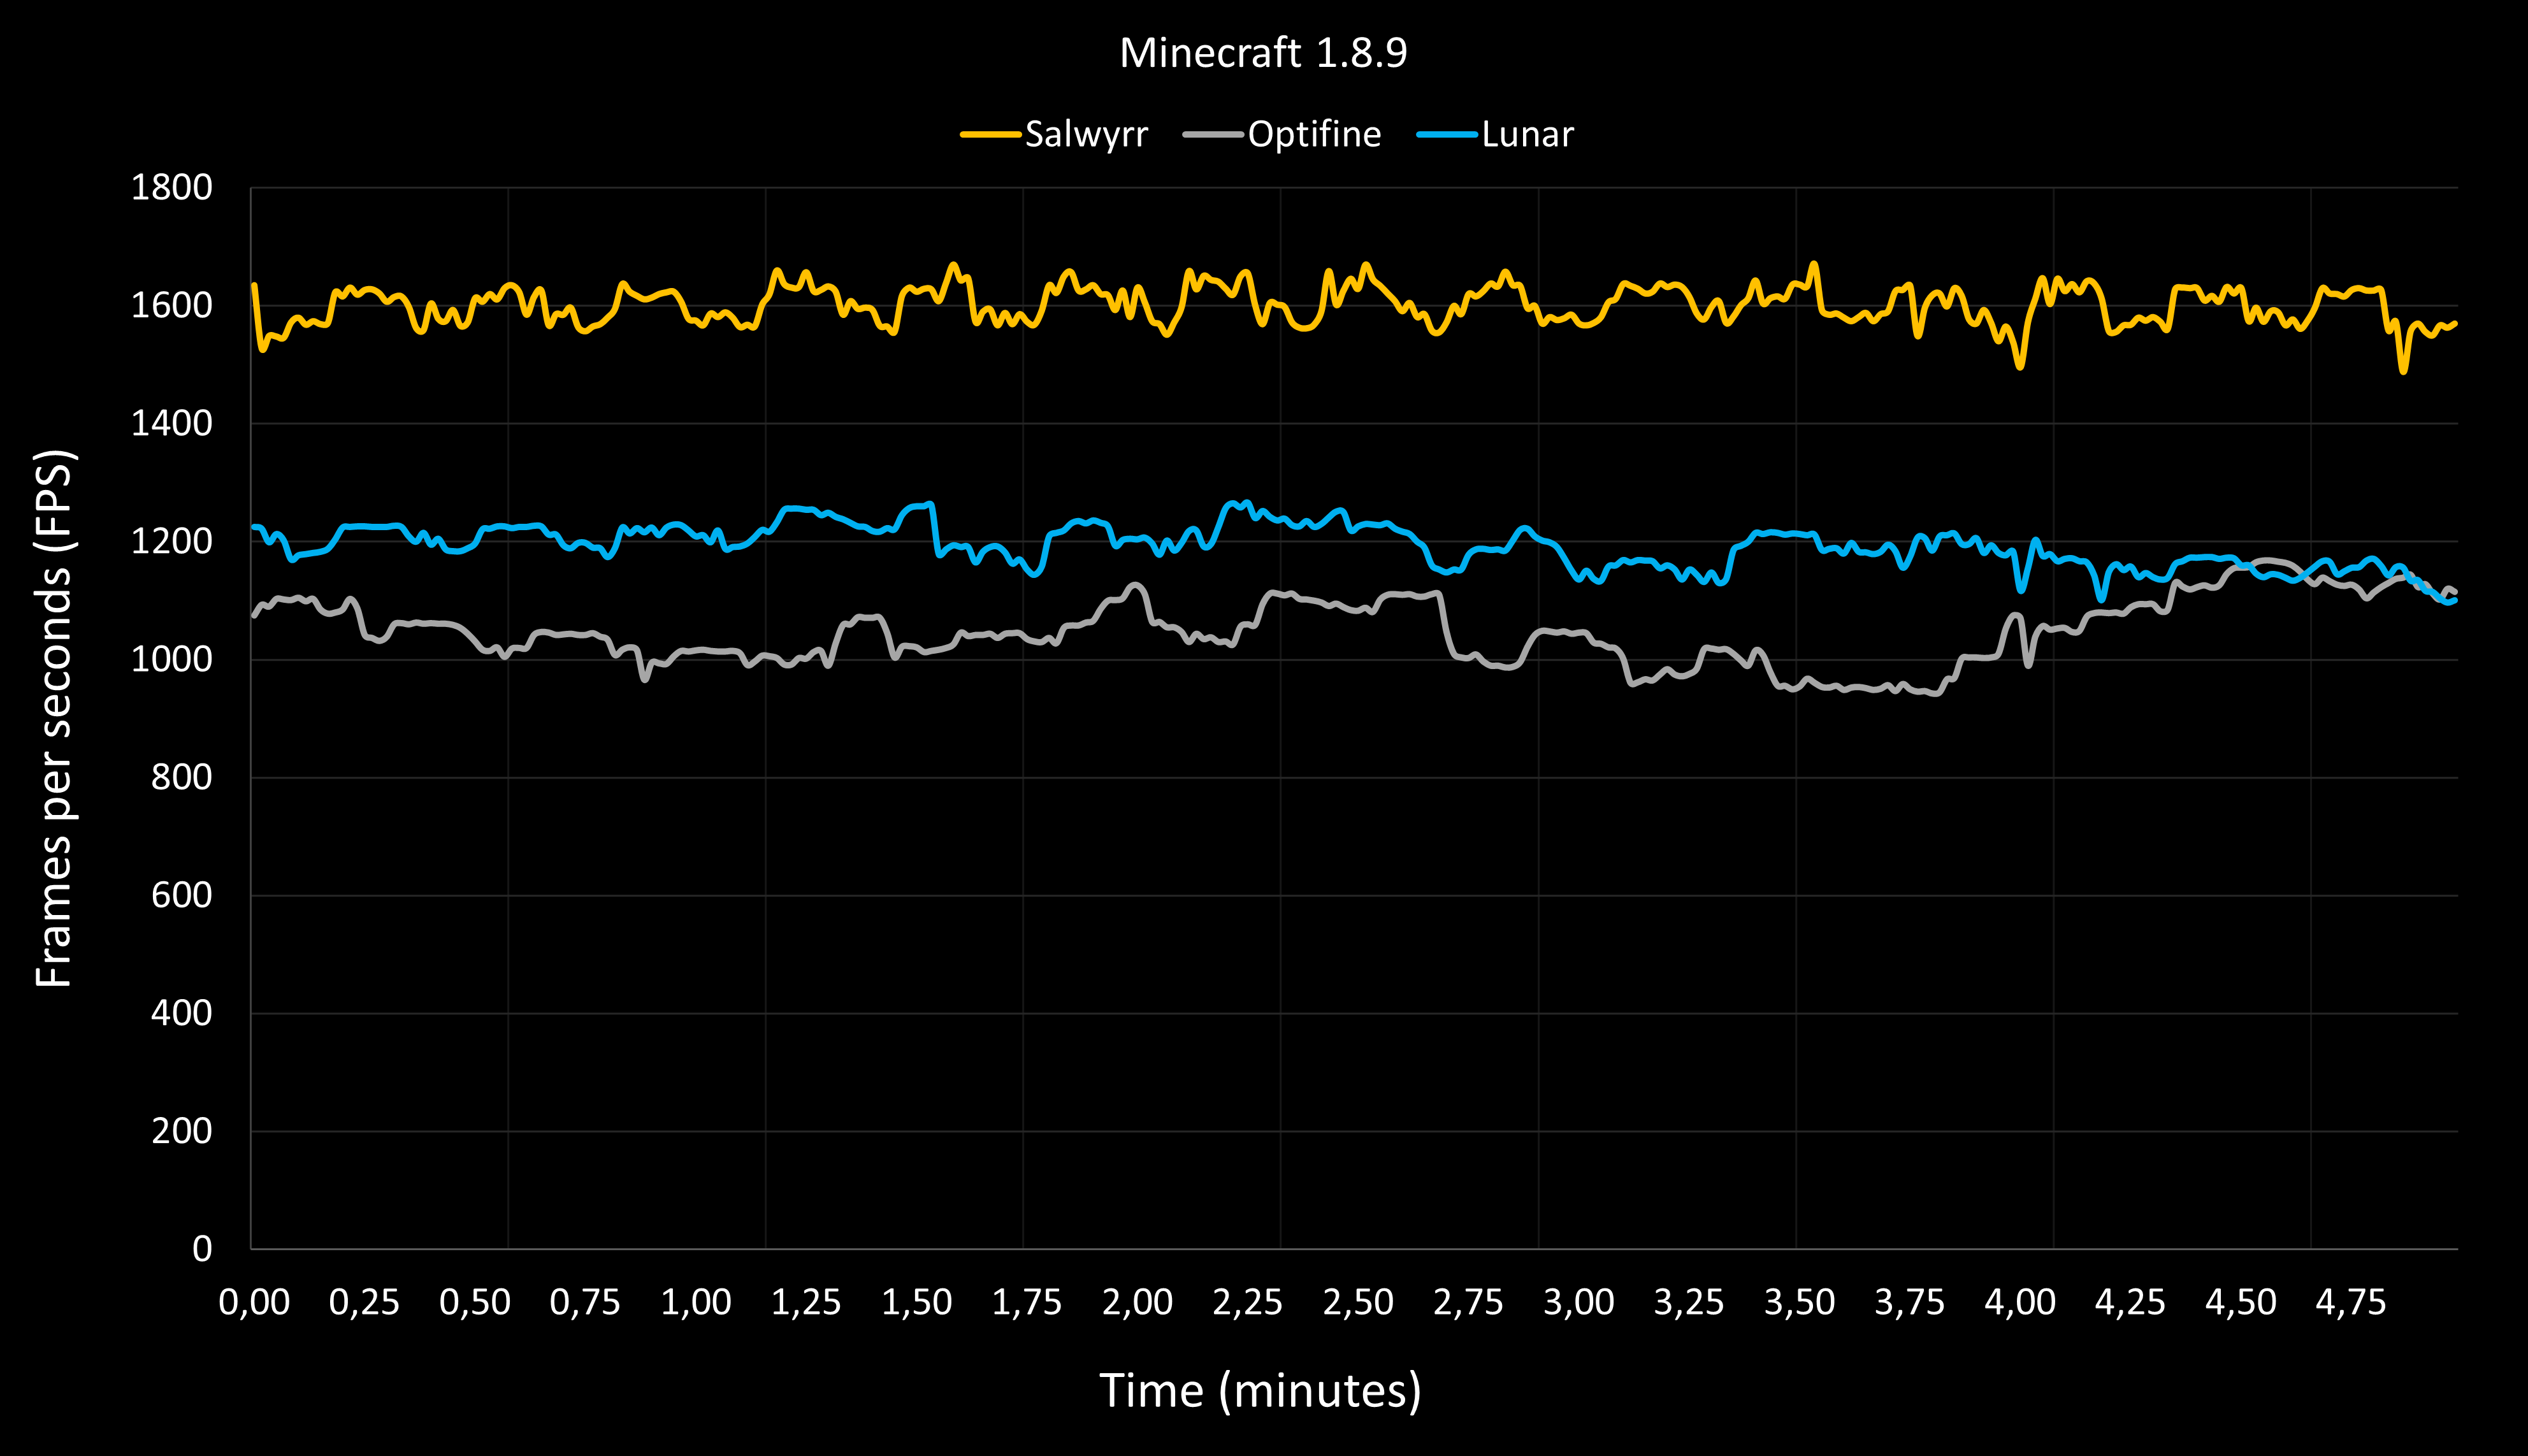 Minecraft 1.8.9
Salwyrr Optifine Lunar
1800
1600
1400
1200
1000
800
600
400
200
0
Frames per seconds (FPS)
0,00 0,25 0,50 0,75 1,00 1,25 1,50 1,75 2,00 2,25 2,50 2,75 3,00 3,25 3,50 3,75 4,00 4,25 4,50 4,75
Time (minutes)